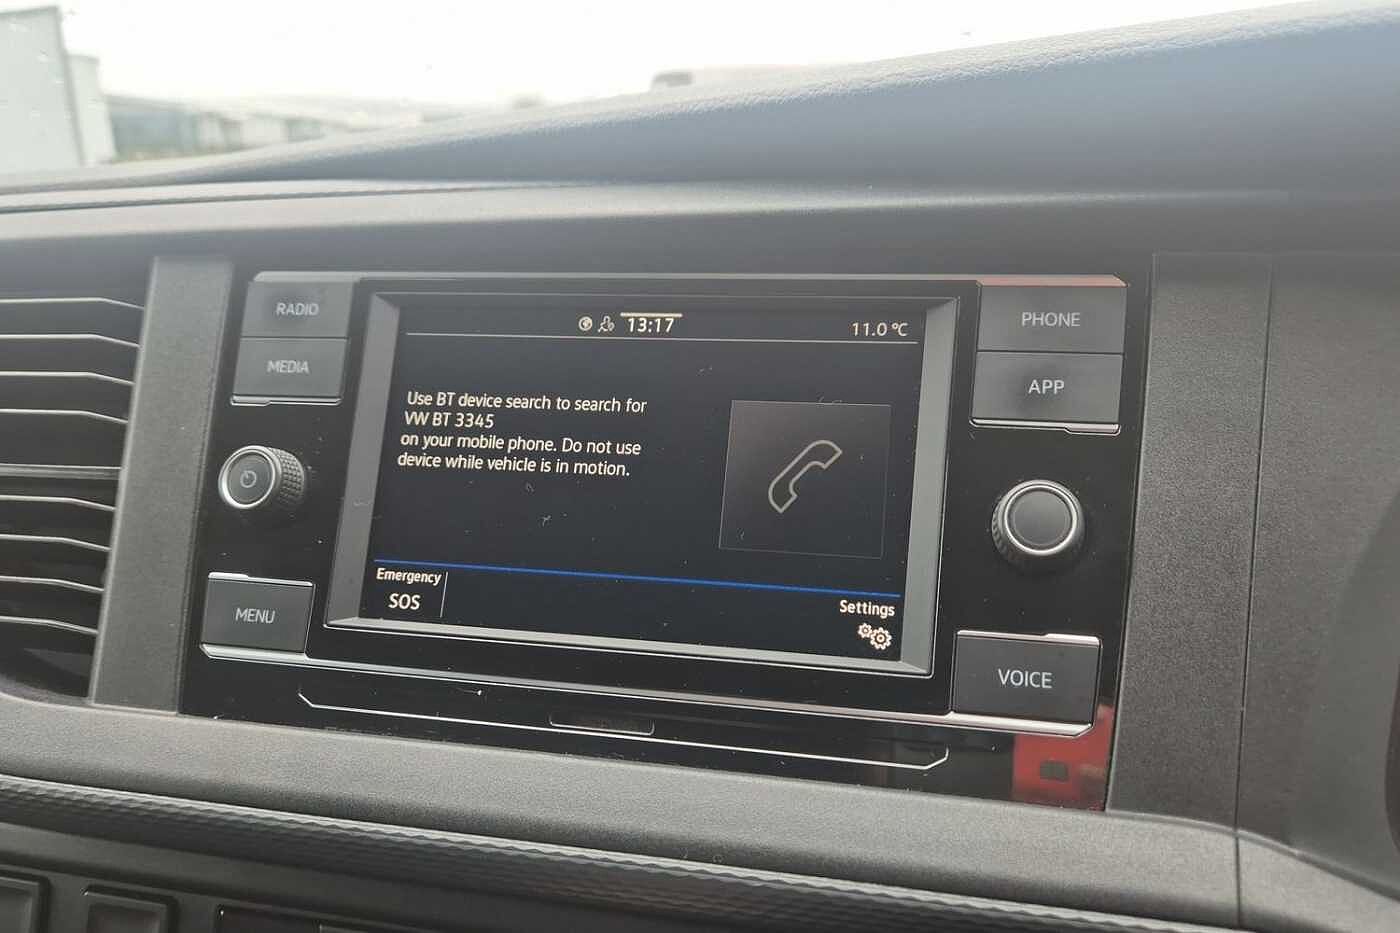 RADIO
MEDIA
MENU
13:17
11.0 °C
Use BT device search to search for
VW BT 3345
on your mobile phone. Do not use
device while vehicle is in motion.
Emergency
SOS
Settings
PHONE
APP
VOICE